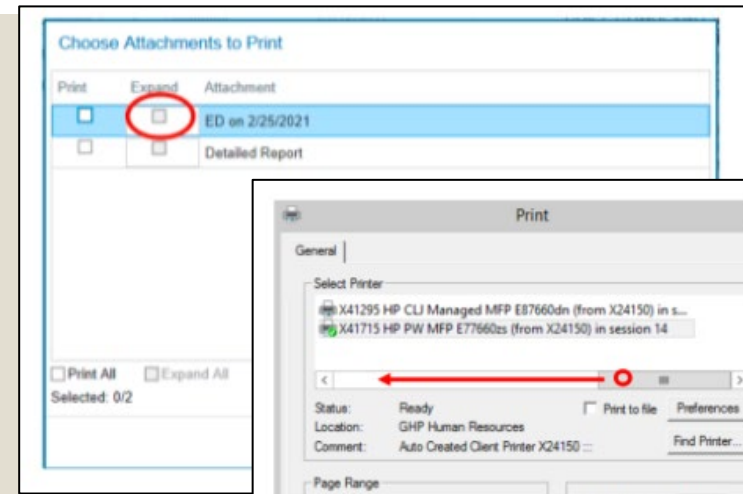 Choose Attachments to Print
Print Expand Attachment
ED on 2/25/2021
Detailed Report
Print All Expand All
Selected: 0/2
Print
General
Select Printer
X41295 HP CLJ Managed MFP E87660dn (from X24150) in s...
X41715 HP PW MFP E77660zs (from X24150) in session 14
Status: Ready Print to file Preferences
Location: GHP Human Resources
Comment: Auto Created Client Printer X24150 ::: Find Printer...
Page Range